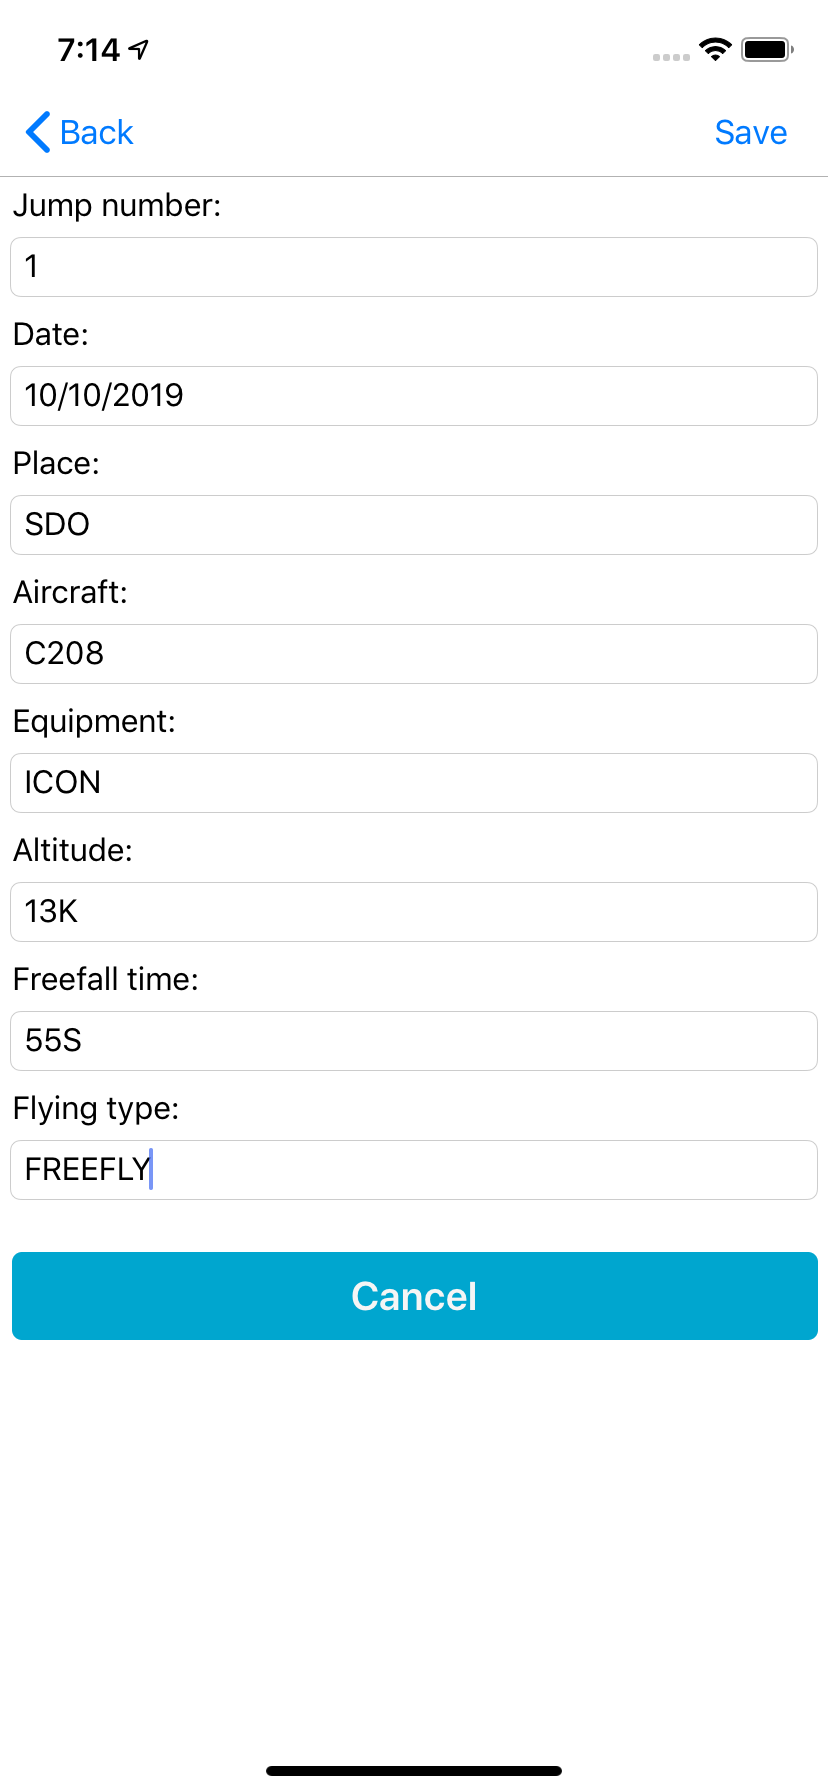 7:14
Back
Save
Jump number:
1
Date:
10/10/2019
Place:
SDO
Aircraft:
C208
Equipment:
ICON
Altitude:
13K
Freefall time:
55S
Flying type:
FREEFLY
Cancel